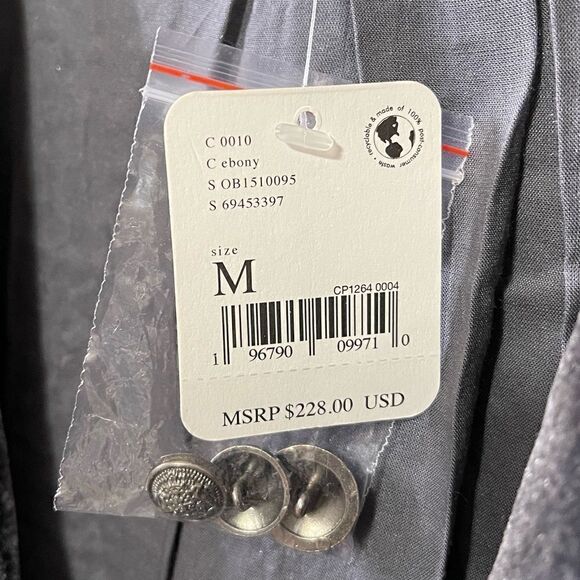 C 0010
C ebony
S OB1510095
S 69453397
recyclable & made of 100% post-consumer waste •
size
M
CP1264 0004
1 96790 09971 0
MSRP $228.00 USD